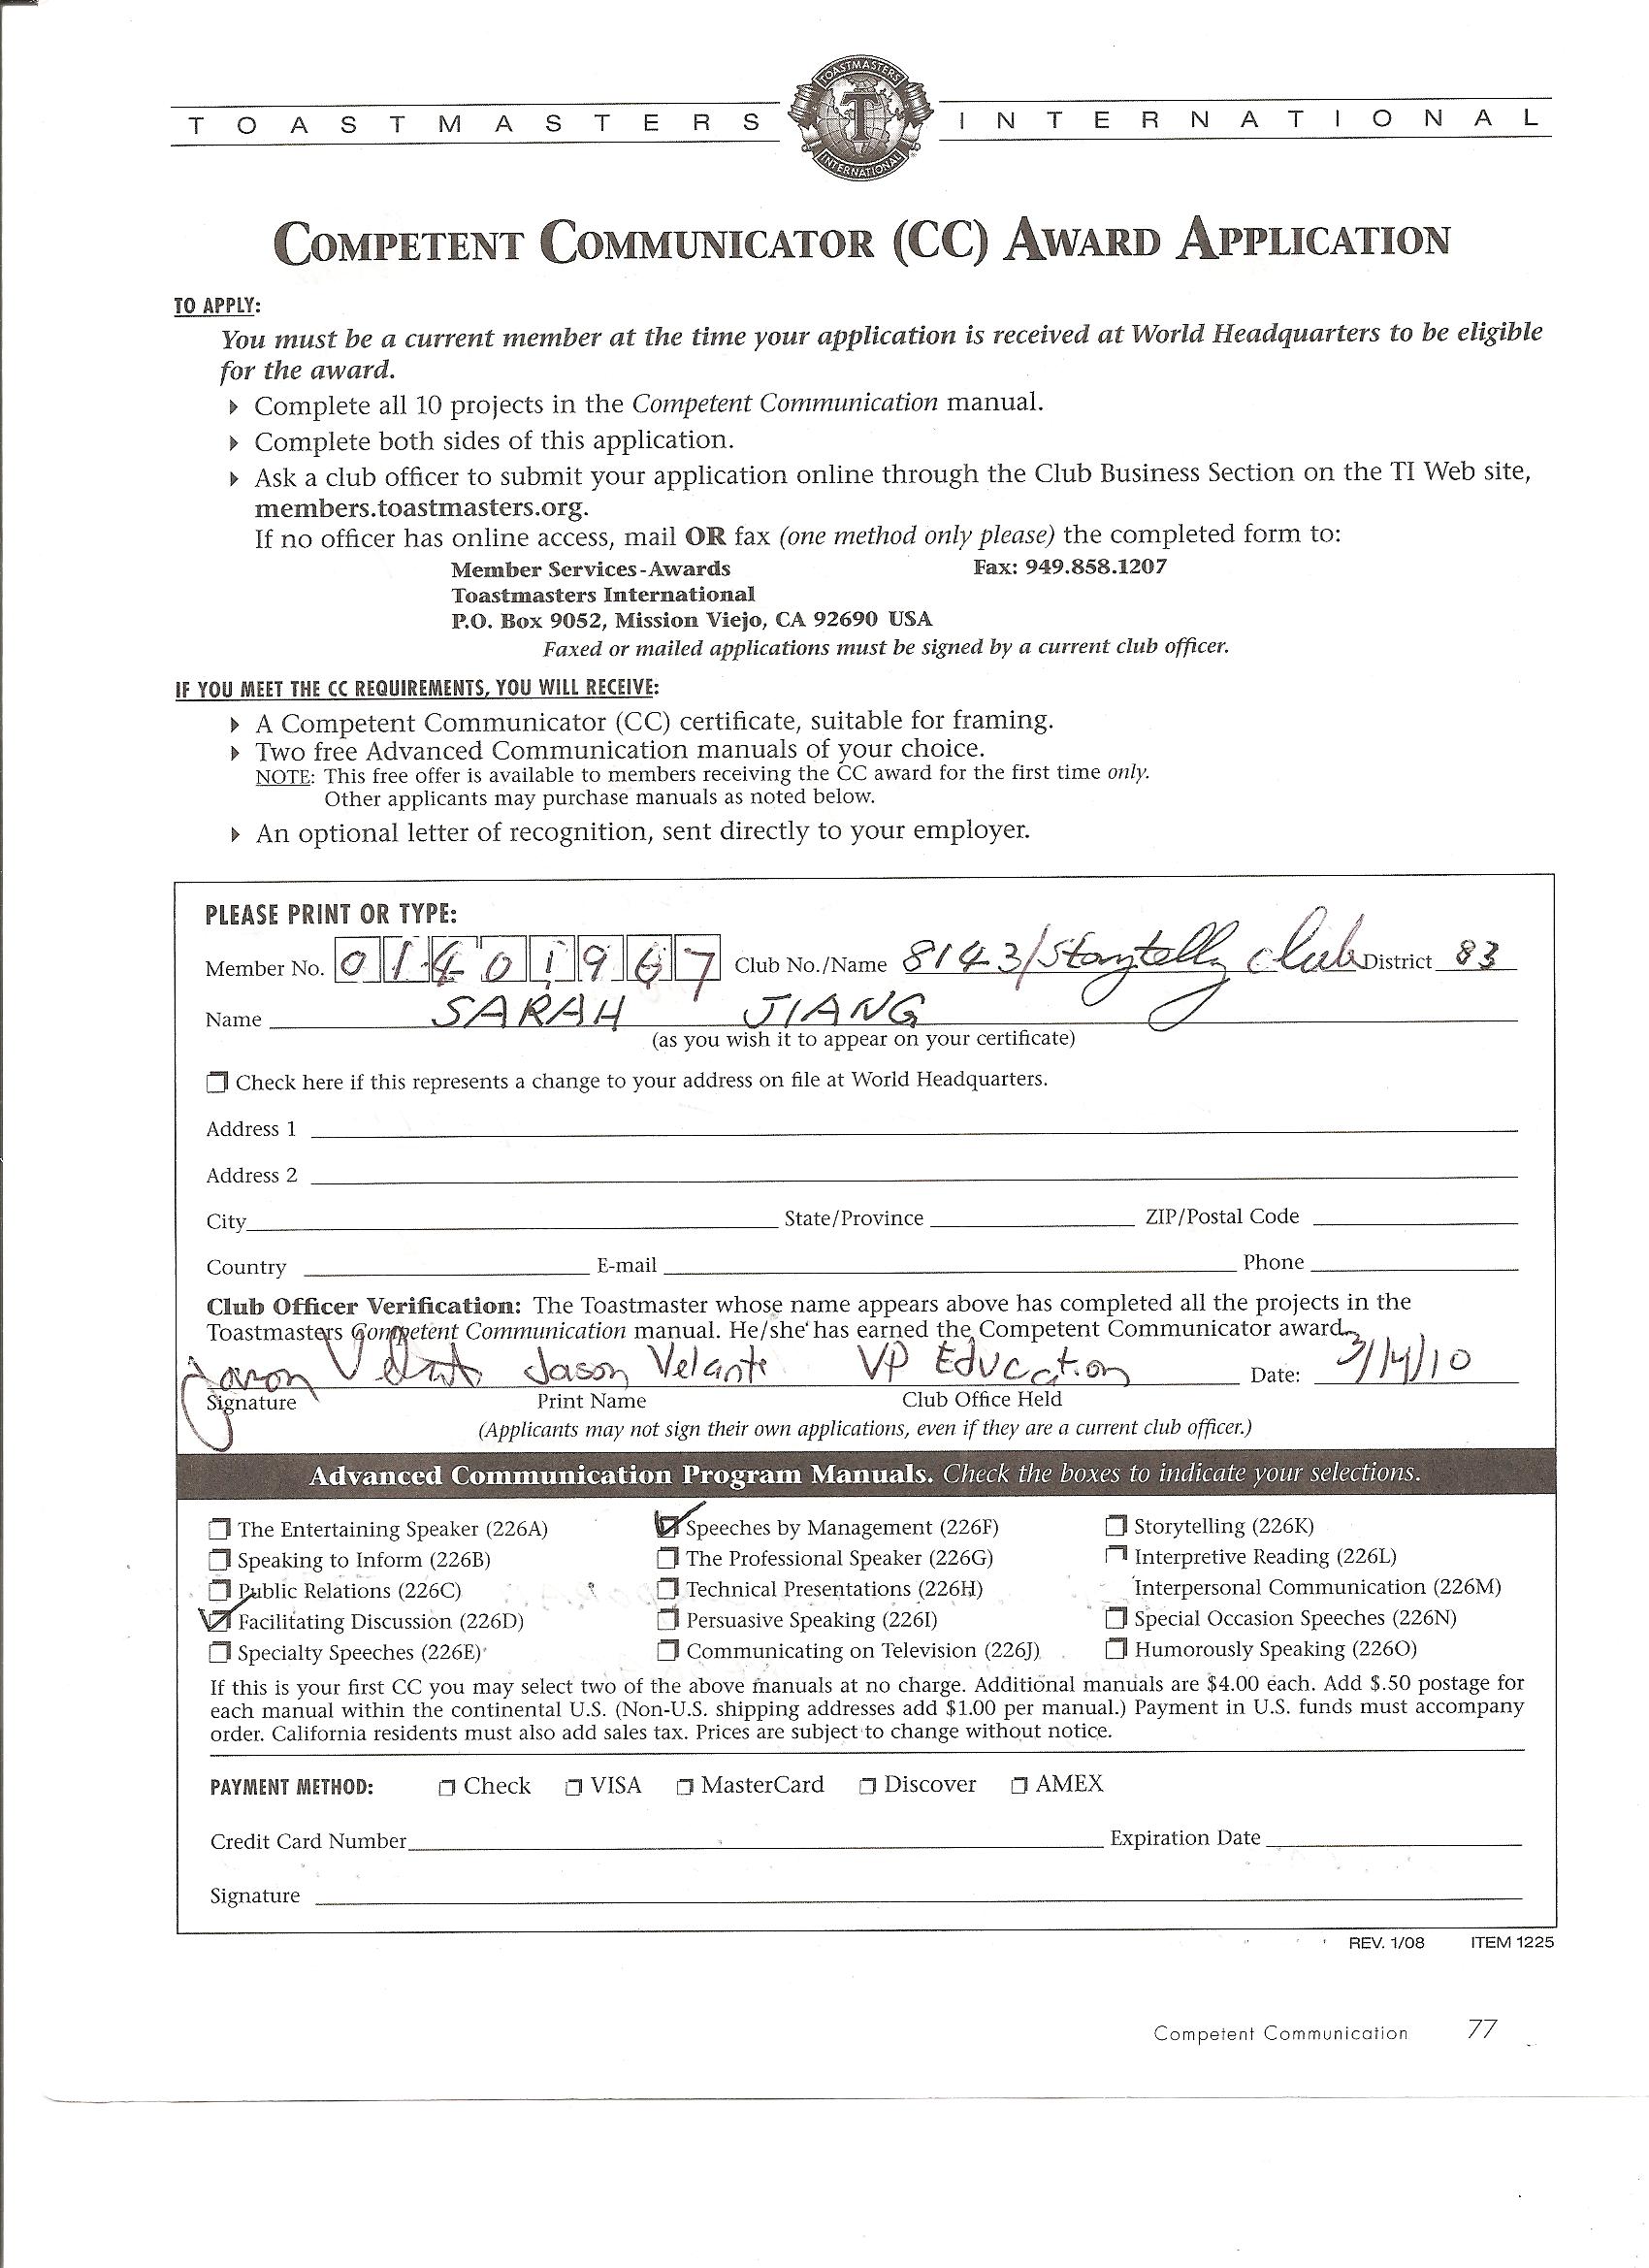 TOASTMASTERS INTERNATIONAL
TOASTMASTERS
T
INTERNATIONAL
COMPETENT COMMUNICATOR (CC) AWARD APPLICATION
TO APPLY:
You must be a current member at the time your application is received at World Headquarters to be eligible
for the award.
Complete all 10 projects in the Competent Communication manual.
Complete both sides of this application.
Ask a club officer to submit your application online through the Club Business Section on the TI Web site,
members.toastmasters.org.
If no officer has online access, mail OR fax (one method only please) the completed form to:
Member Services-Awards Fax: 949.858.1207
Toastmasters International
P.O. Box 9052, Mission Viejo, CA 92690 USA
Faxed or mailed applications must be signed by a current club officer.
IF YOU MEET THE CC REQUIREMENTS, YOU WILL RECEIVE:
A Competent Communicator (CC) certificate, suitable for framing.
Two free Advanced Communication manuals of your choice.
NOTE: This free offer is available to members receiving the CC award for the first time only.
Other applicants may purchase manuals as noted below.
An optional letter of recognition, sent directly to your employer.
PLEASE PRINT OR TYPE:
Member No. 01401967 Club No./Name 8143/Storytelly club District 83
Name SARAH JIANG
(as you wish it to appear on your certificate)
Check here if this represents a change to your address on file at World Headquarters.
Address 1
Address 2
City State/Province ZIP/Postal Code
Country E-mail Phone
Club Officer Verification: The Toastmaster whose name appears above has completed all the projects in the
Toastmasters Competent Communication manual. He/she has earned the Competent Communicator award.
Jason Velante Jason Velante VP Education Date: 3/14/10
Signature Print Name Club Office Held
(Applicants may not sign their own applications, even if they are a current club officer.)
Advanced Communication Program Manuals. Check the boxes to indicate your selections.
The Entertaining Speaker (226A) Speeches by Management (226F) Storytelling (226K)
Speaking to Inform (226B) The Professional Speaker (226G) Interpretive Reading (226L)
Public Relations (226C) Technical Presentations (226H) Interpersonal Communication (226M)
Facilitating Discussion (226D) Persuasive Speaking (226I) Special Occasion Speeches (226N)
Specialty Speeches (226E) Communicating on Television (226J) Humorously Speaking (226O)
If this is your first CC you may select two of the above manuals at no charge. Additional manuals are $4.00 each. Add $.50 postage for
each manual within the continental U.S. (Non-U.S. shipping addresses add $1.00 per manual.) Payment in U.S. funds must accompany
order. California residents must also add sales tax. Prices are subject to change without notice.
PAYMENT METHOD: Check VISA MasterCard Discover AMEX
Credit Card Number Expiration Date
Signature
REV. 1/08 ITEM 1225
Competent Communication 77